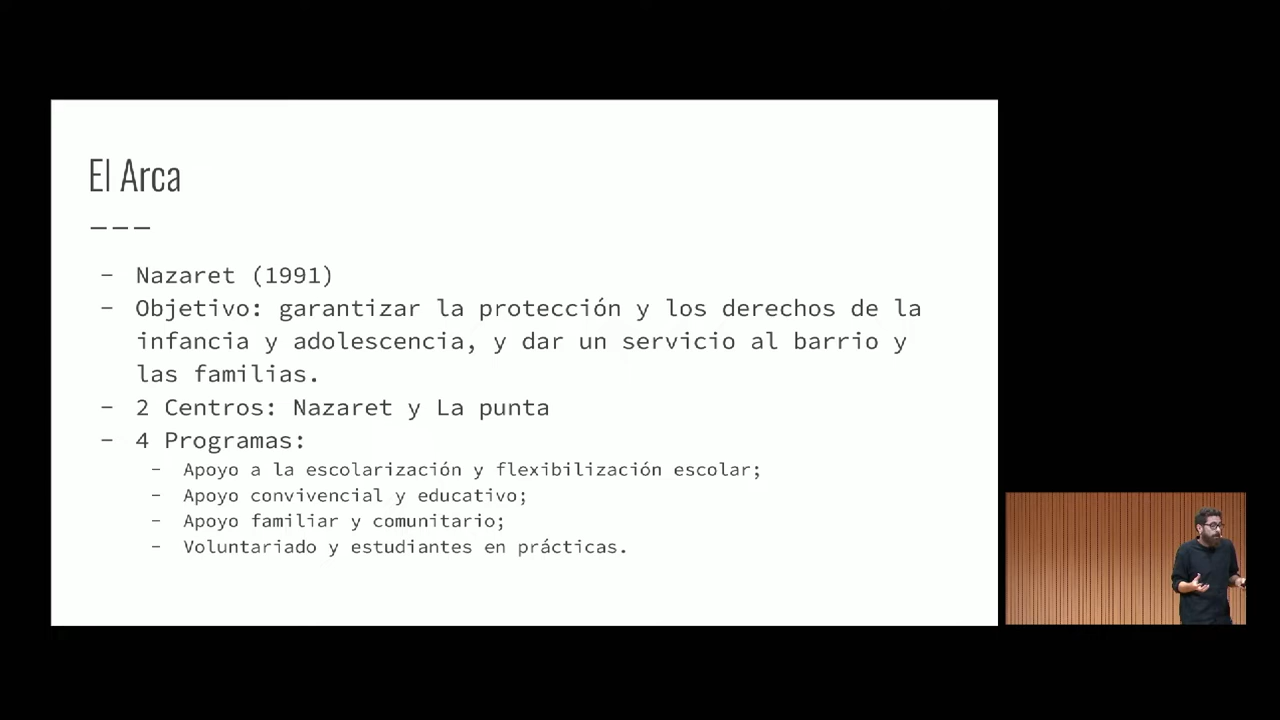 El Arca
———
- Nazaret (1991)
- Objetivo: garantizar la protección y los derechos de la
infancia y adolescencia, y dar un servicio al barrio y
las familias.
- 2 Centros: Nazaret y La punta
- 4 Programas:
- Apoyo a la escolarización y flexibilización escolar;
- Apoyo convivencial y educativo;
- Apoyo familiar y comunitario;
- Voluntariado y estudiantes en prácticas.